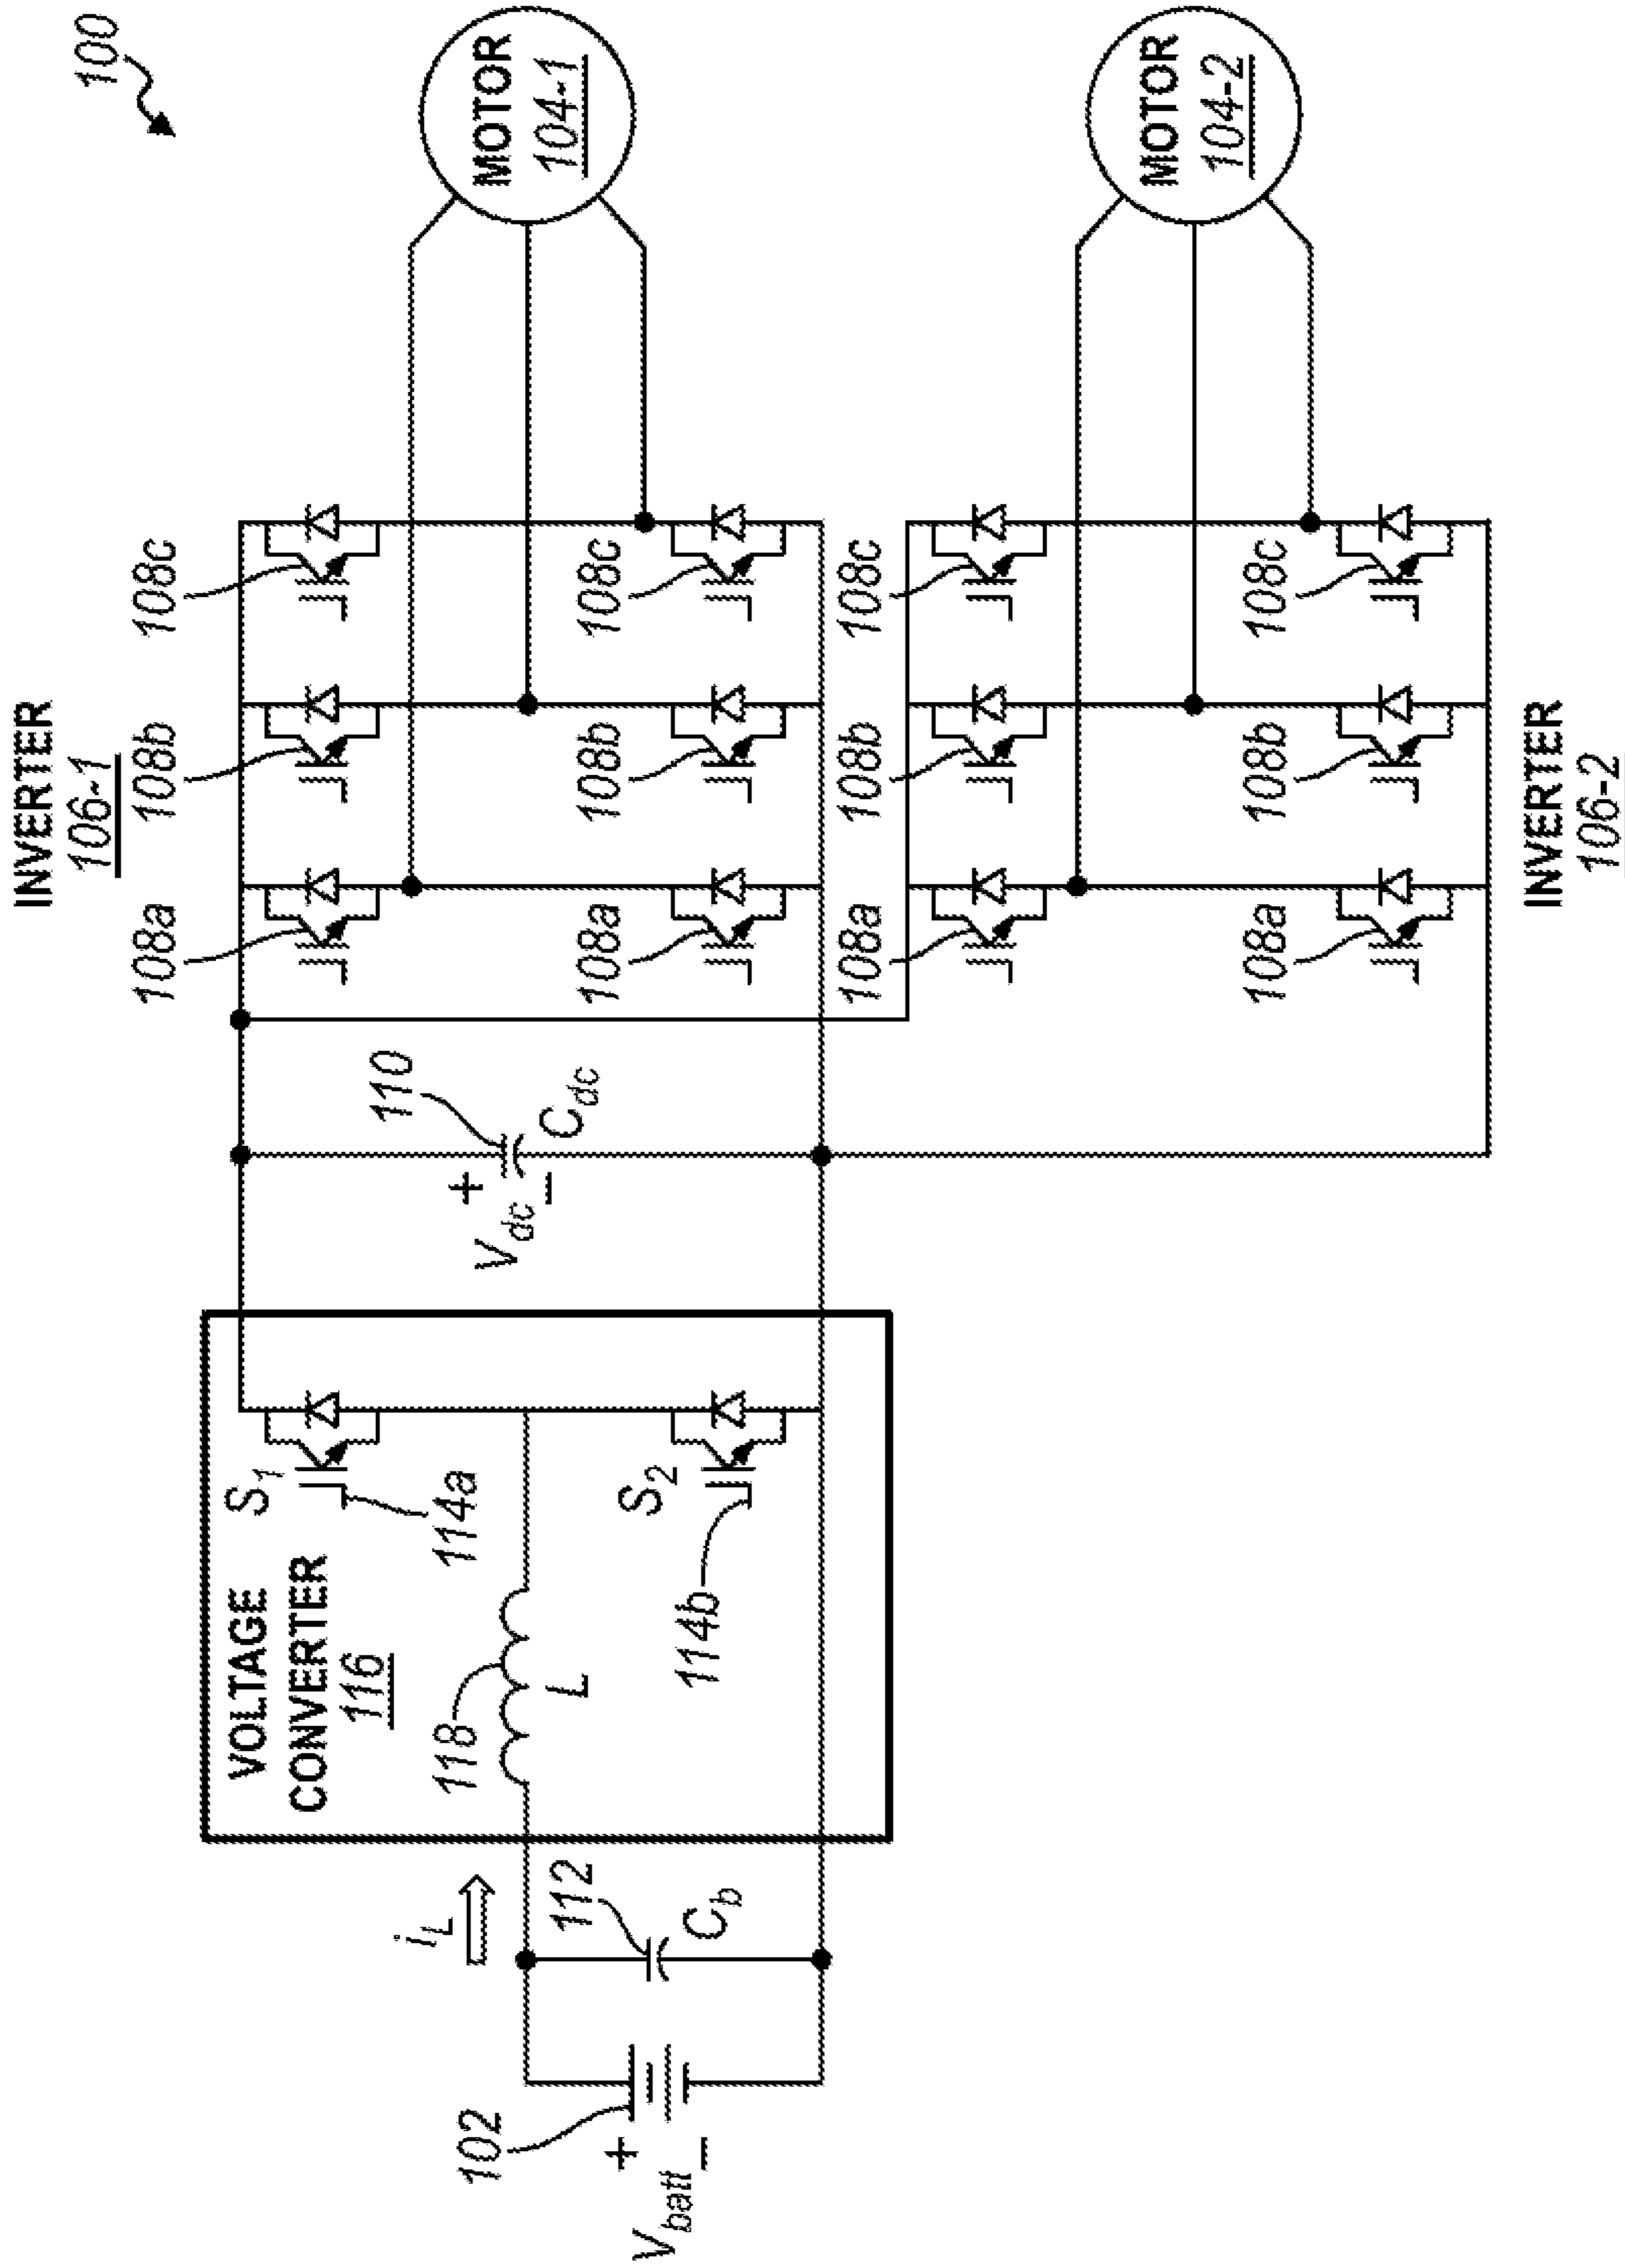 100
INVERTER
106-1
108a
108b
108c
MOTOR
104-1
VOLTAGE
CONVERTER
116
S1
114a
110
+
Vdc
−
Cdc
iL
118
L
108a
108b
108c
S2
114b
102
+
Vbatt
−
112
Cb
108a
108b
108c
MOTOR
104-2
108a
108b
108c
INVERTER
106-2